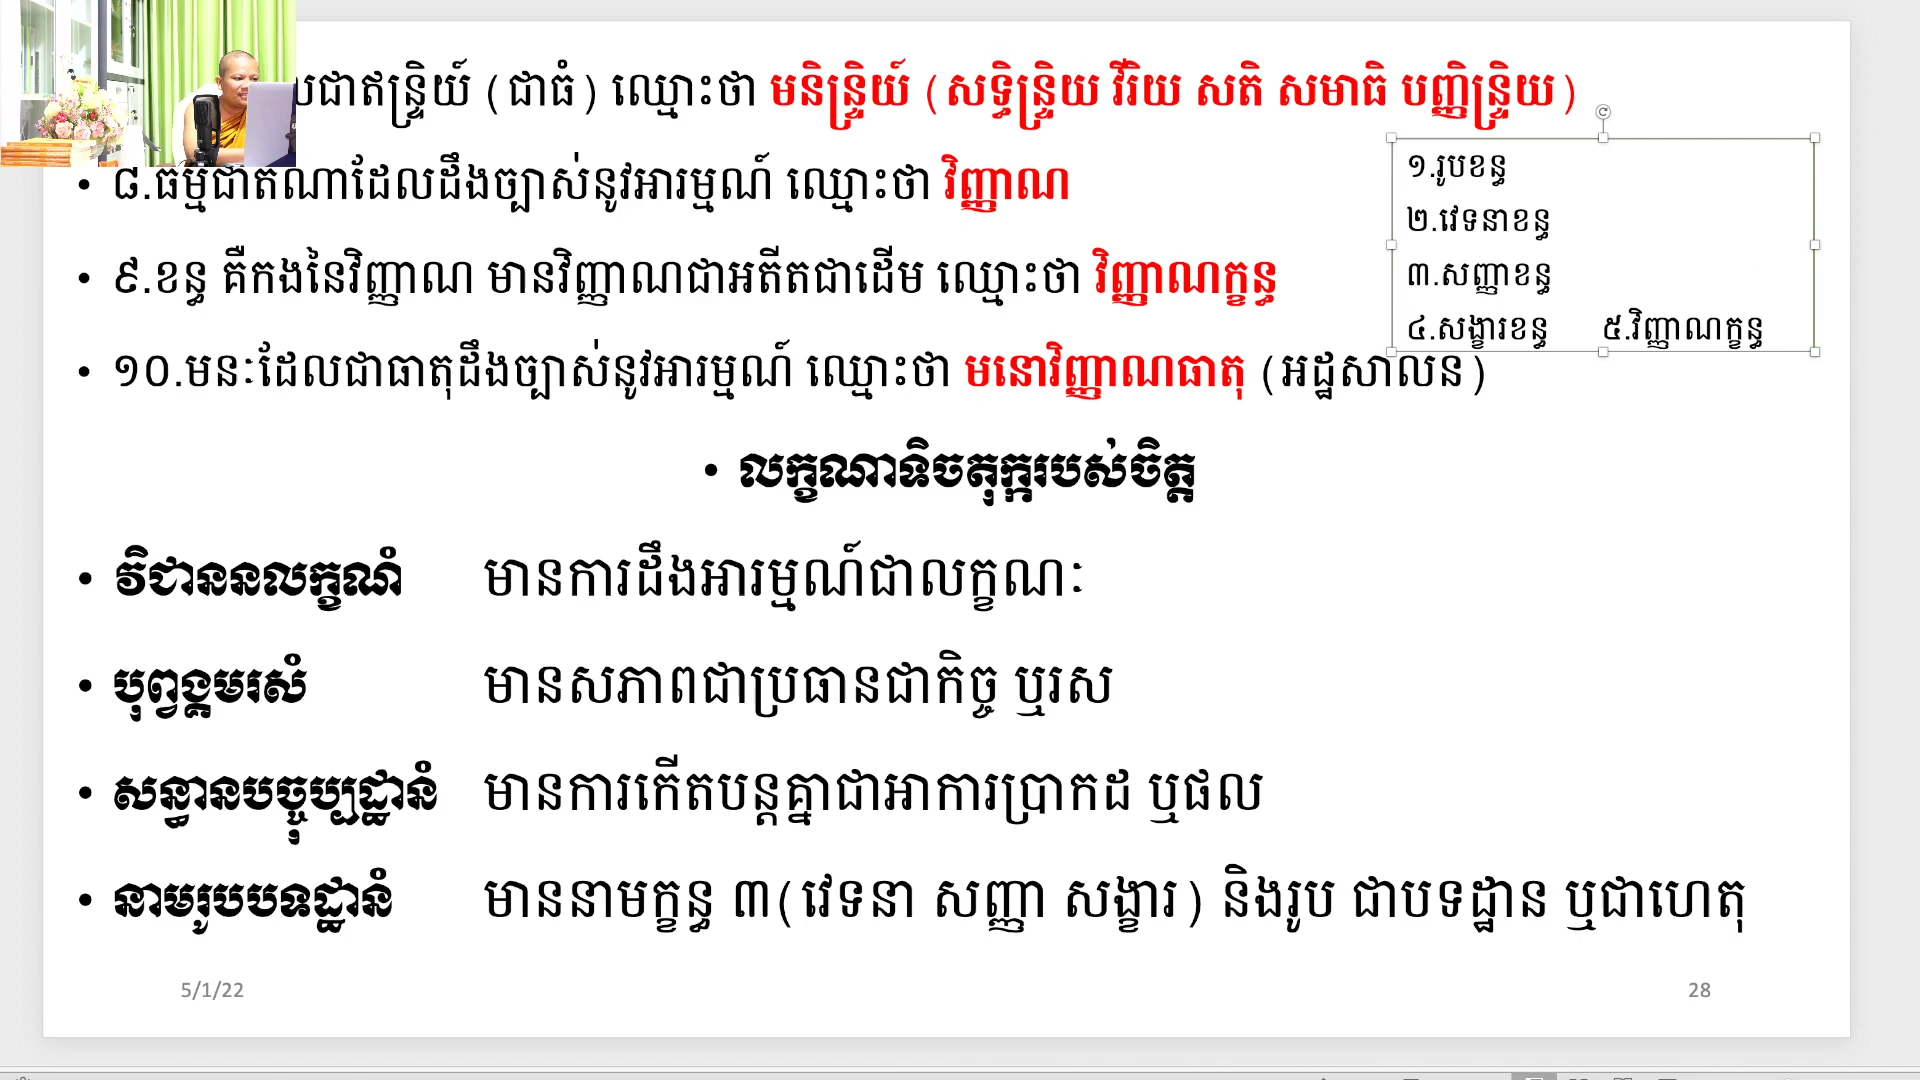 ជាឥន្ទ្រិយ៍ (ជាធំ) ឈ្មោះថា មនិន្ទ្រិយ៍ (សទ្ធិន្ទ្រិយ វីរិយ សតិ សមាធិ បញ្ញិន្ទ្រិយ)
• ៨.ធម្មជាតណាដែលដឹងច្បាស់នូវអារម្មណ៍ ឈ្មោះថា វិញ្ញាណ
• ៩.ខន្ធ គឺកងនៃវិញ្ញាណ មានវិញ្ញាណជាអតីតជាដើម ឈ្មោះថា វិញ្ញាណក្ខន្ធ
• ១០.មនៈដែលជាធាតុដឹងច្បាស់នូវអារម្មណ៍ ឈ្មោះថា មនោវិញ្ញាណធាតុ (អដ្ឋសាលន)
១.រូបខន្ធ
២.វេទនាខន្ធ
៣.សញ្ញាខន្ធ
៤.សង្ខារខន្ធ ៥.វិញ្ញាណក្ខន្ធ
• លក្ខណាទិចតុក្ករបស់ចិត្ត
• វិជាននលក្ខណំ មានការដឹងអារម្មណ៍ជាលក្ខណៈ
• បុព្វង្គមរសំ មានសភាពជាប្រធានជាកិច្ច ឬរស
• សន្ធានបច្ចុប្បដ្ឋានំ មានការកើតបន្តគ្នាជាអាការប្រាកដ ឬផល
• នាមរូបបទដ្ឋានំ មាននាមក្ខន្ធ ៣(វេទនា សញ្ញា សង្ខារ) និងរូប ជាបទដ្ឋាន ឬជាហេតុ
5/1/22
28